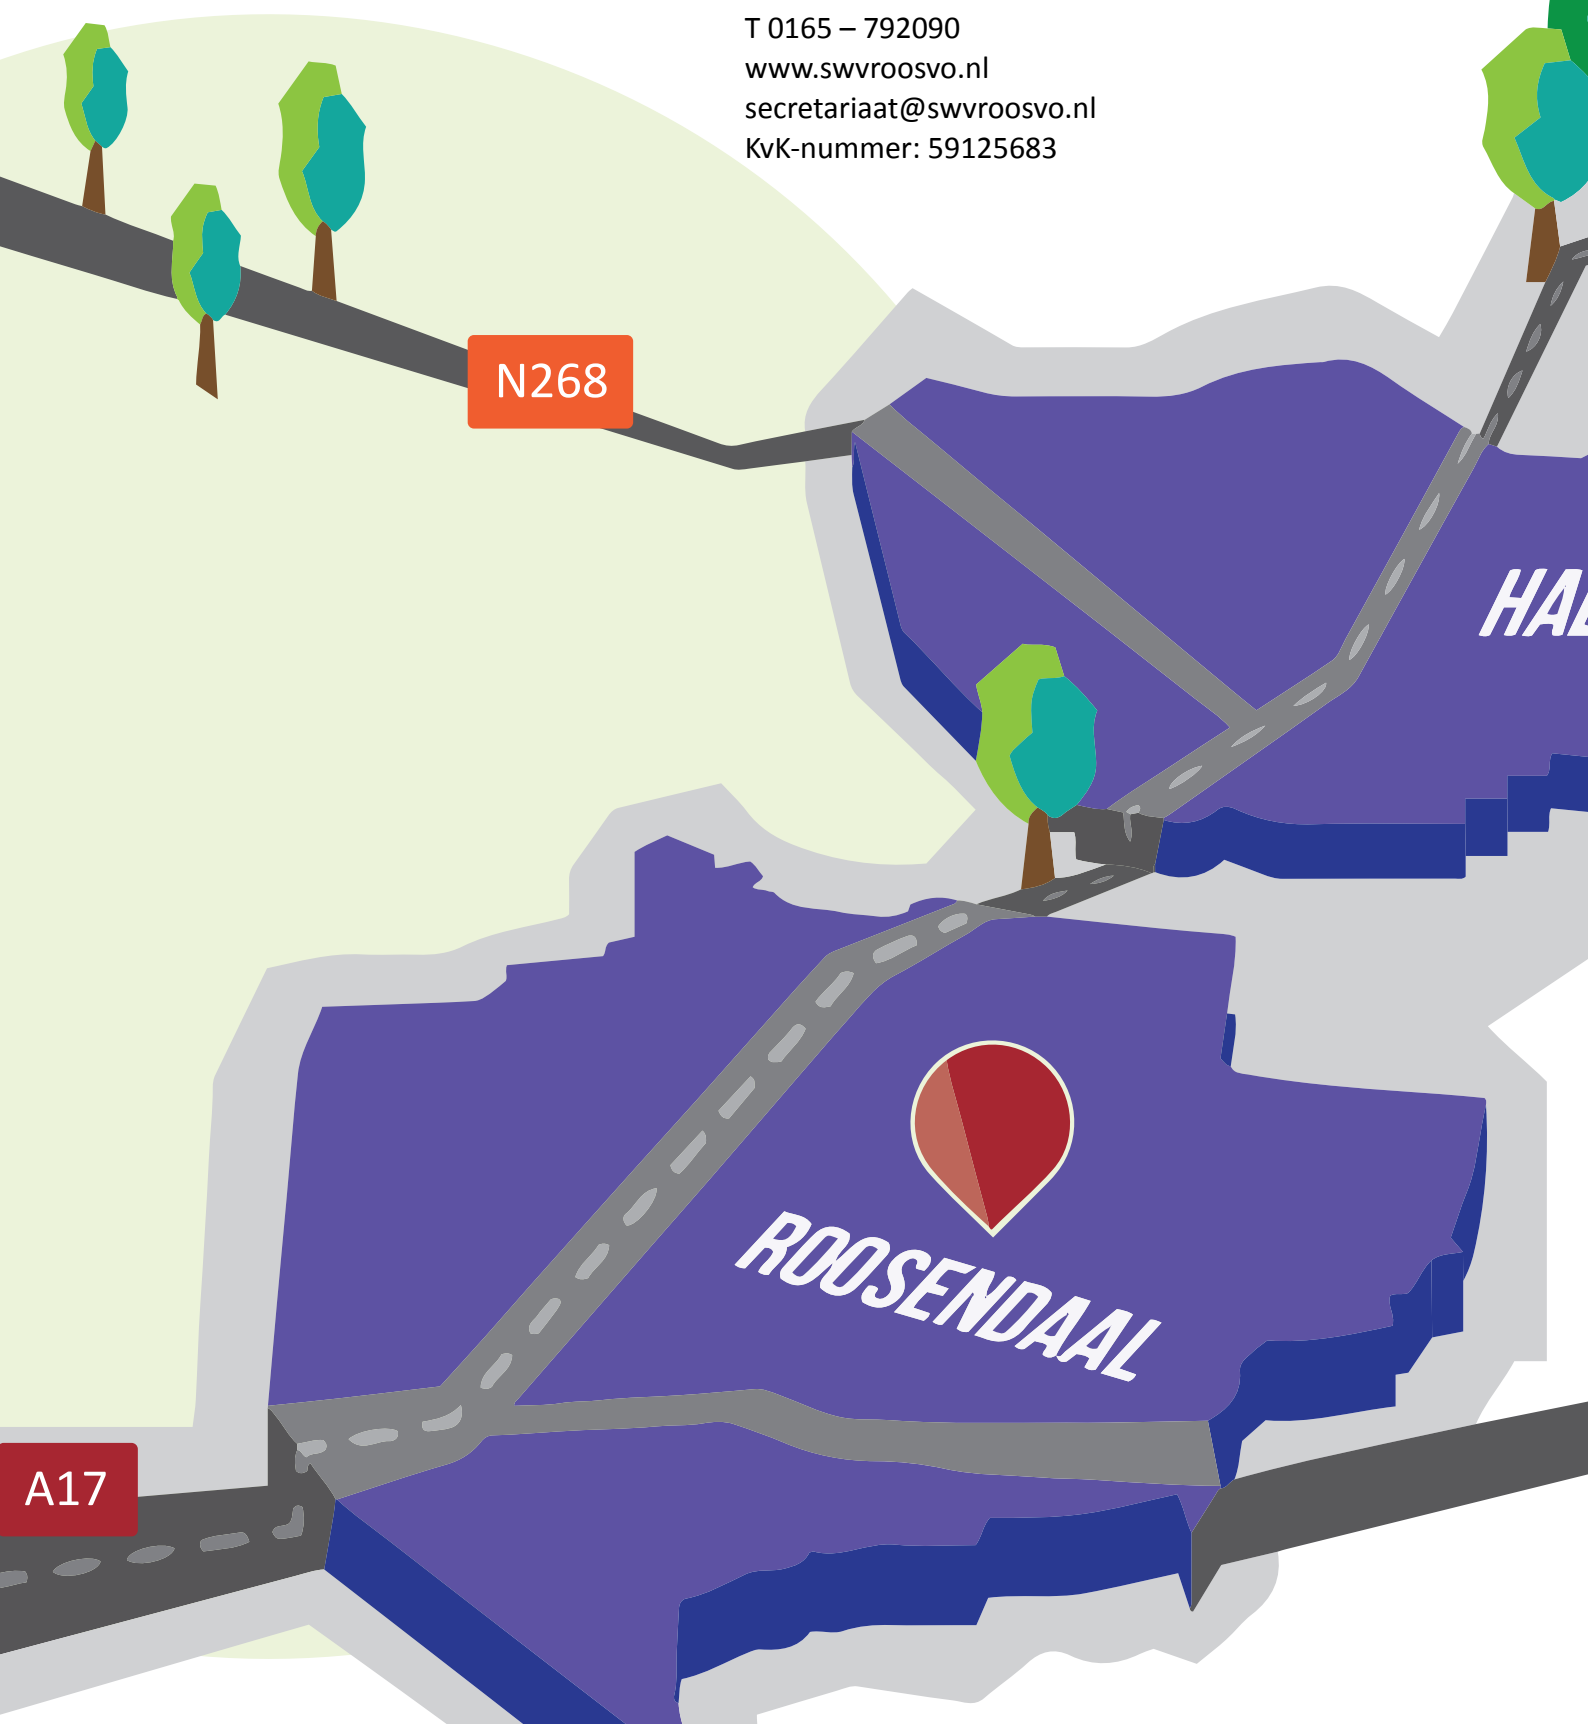 T 0165 – 792090
www.swvroosvo.nl
secretariaat@swvroosvo.nl
KvK-nummer: 59125683
N268
ROOSENDAAL
A17